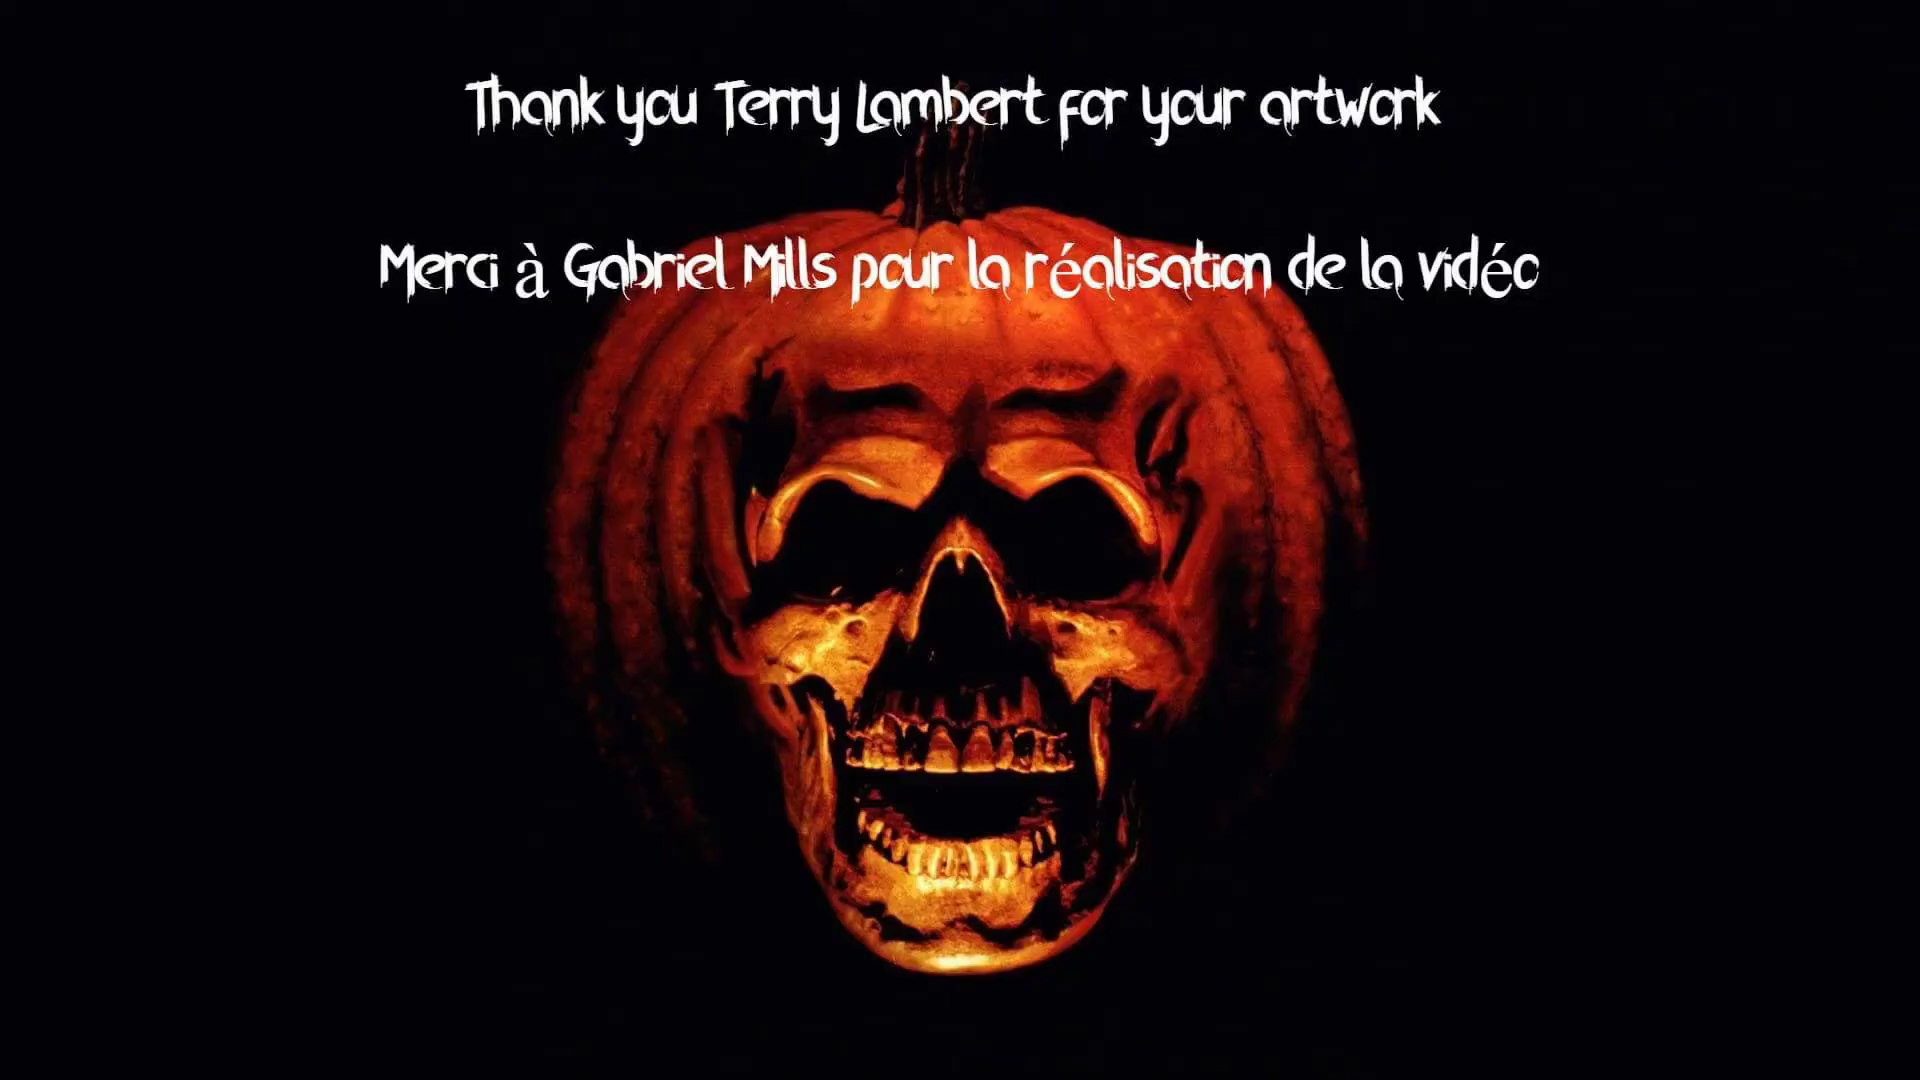 Thank you Terry Lambert for your artwork
Merci à Gabriel Mills pour la réalisation de la vidéo